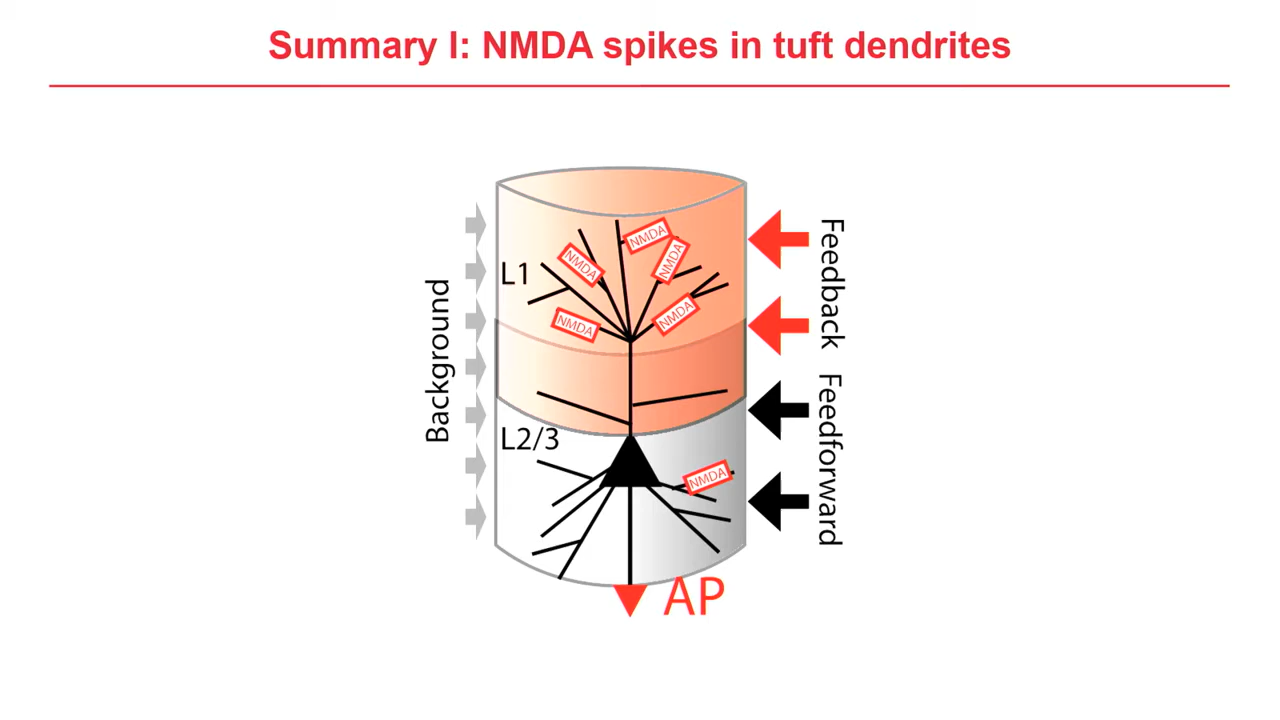 Summary I: NMDA spikes in tuft dendrites
NMDA
NMDA
NMDA
L1
NMDA
NMDA
Feedback
Background
L2/3
NMDA
Feedforward
AP